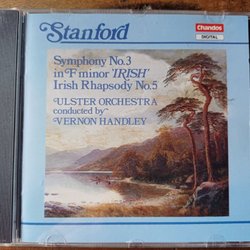 Stanford
Chandos
DIGITAL
Symphony No.3
in F minor 'IRISH'
Irish Rhapsody No.5
ULSTER ORCHESTRA
conducted by
VERNON HANDLEY